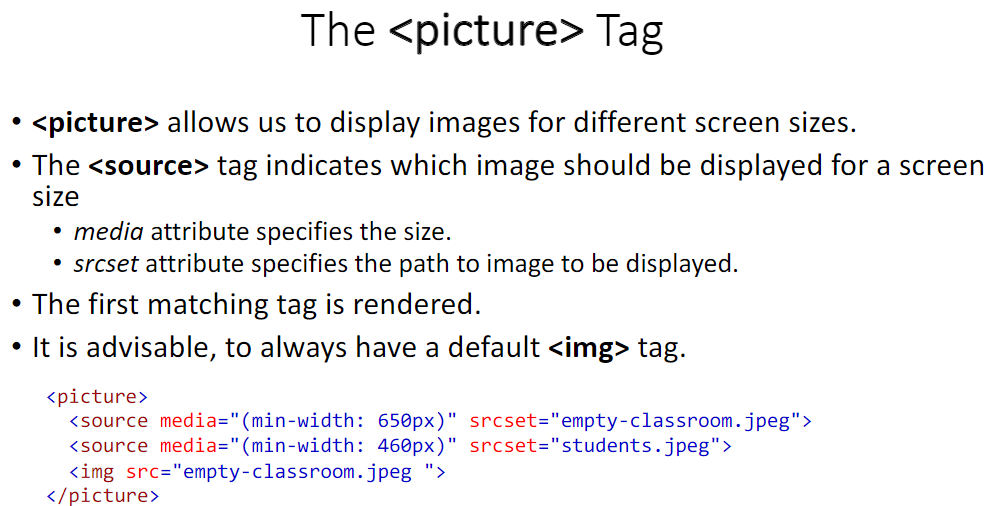 The <picture> Tag
• <picture> allows us to display images for different screen sizes.
• The <source> tag indicates which image should be displayed for a screen
size
• media attribute specifies the size.
• srcset attribute specifies the path to image to be displayed.
• The first matching tag is rendered.
• It is advisable, to always have a default <img> tag.
<picture>
<source media="(min-width: 650px)" srcset="empty-classroom.jpeg">
<source media="(min-width: 460px)" srcset="students.jpeg">
<img src="empty-classroom.jpeg ">
</picture>